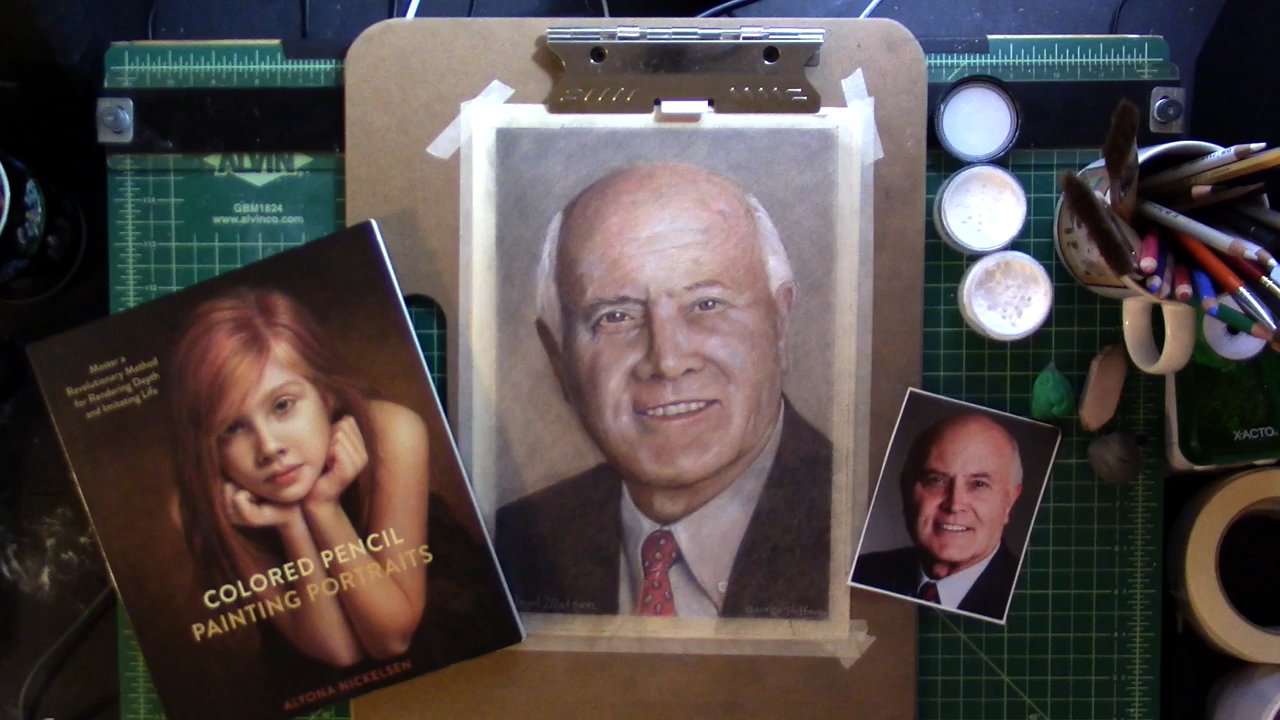 ALVIN
GBM1824
www.alvinco.com
Master a
Revolutionary Method
for Rendering Depth
and Imitating Life
COLORED PENCIL
PAINTING PORTRAITS
ALYONA NICKELSEN
X-ACTO